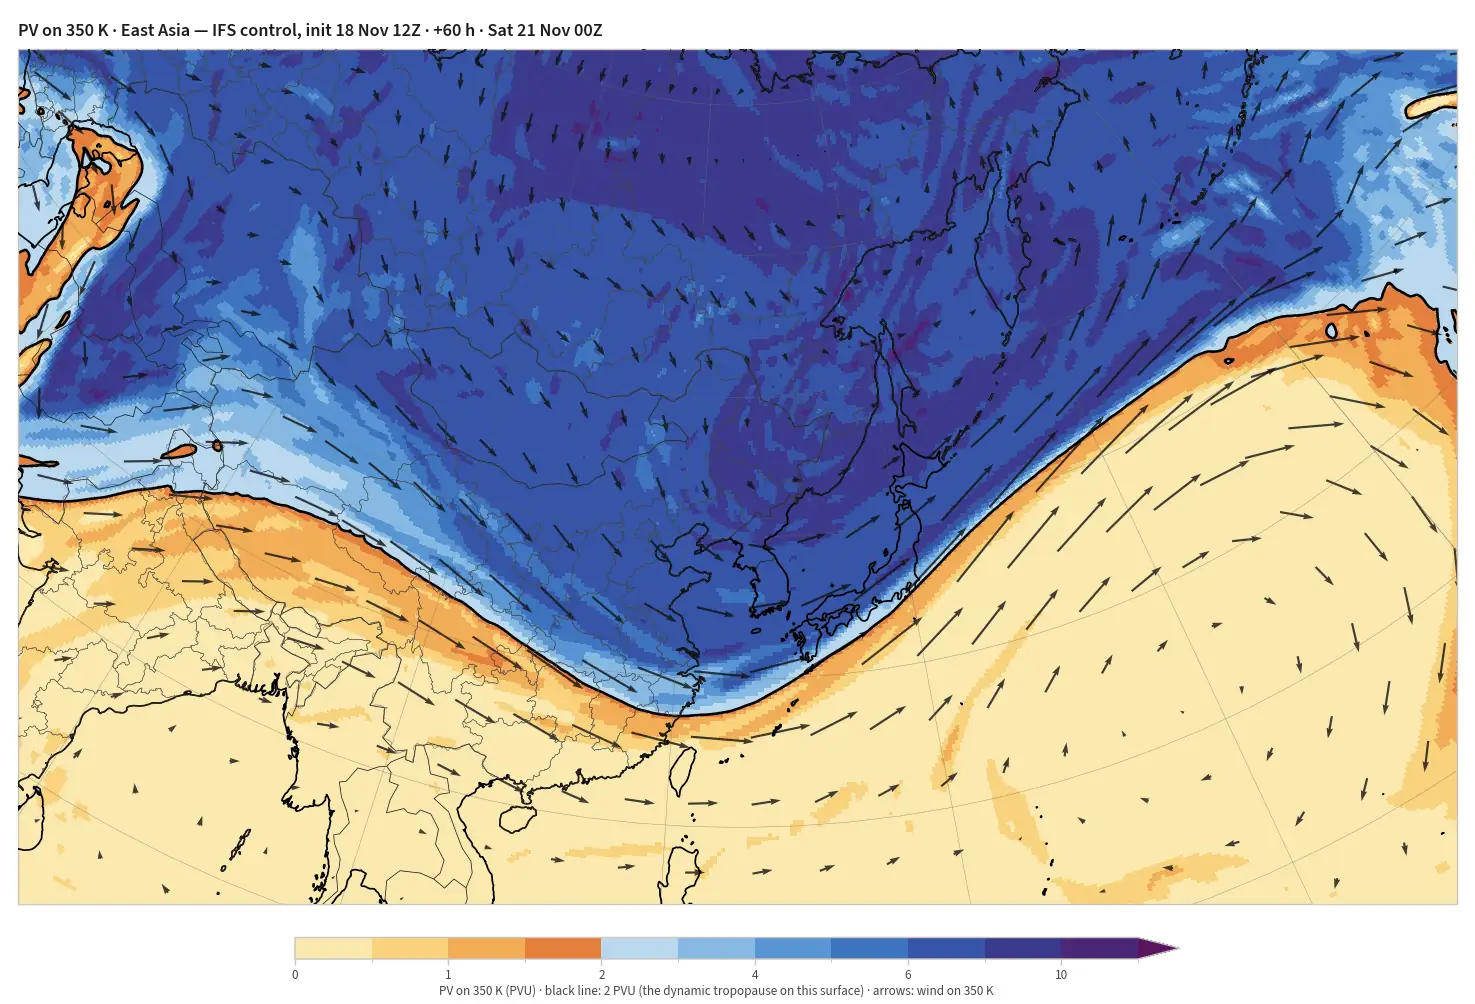 PV on 350 K · East Asia — IFS control, init 18 Nov 12Z · +60 h · Sat 21 Nov 00Z
0 1 2 4 6 10
PV on 350 K (PVU) · black line: 2 PVU (the dynamic tropopause on this surface) · arrows: wind on 350 K